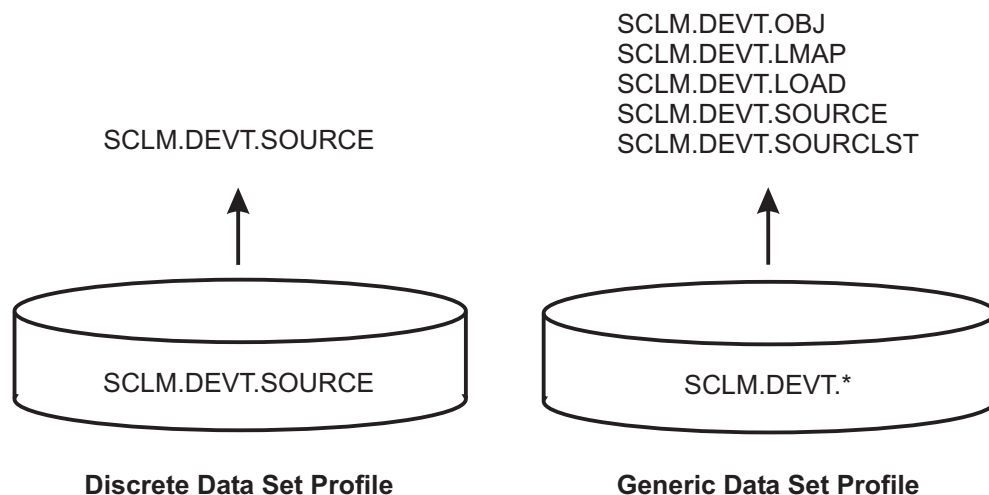 SCLM.DEVT.SOURCE
SCLM.DEVT.SOURCE
Discrete Data Set Profile
SCLM.DEVT.OBJ
SCLM.DEVT.LMAP
SCLM.DEVT.LOAD
SCLM.DEVT.SOURCE
SCLM.DEVT.SOURCLST
SCLM.DEVT.*
Generic Data Set Profile